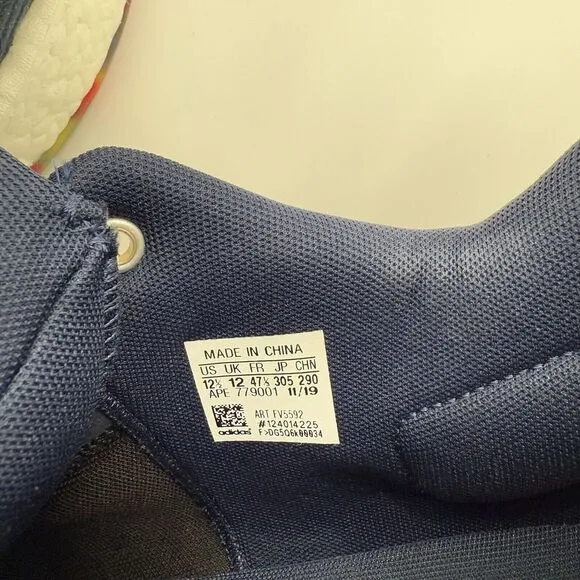 MADE IN CHINA
US UK FR JP CHN
12½ 12 47⅓ 305 290
APE 779001 11/19
ART FV5592
#124014225
adidas F>DG5Q6k00034